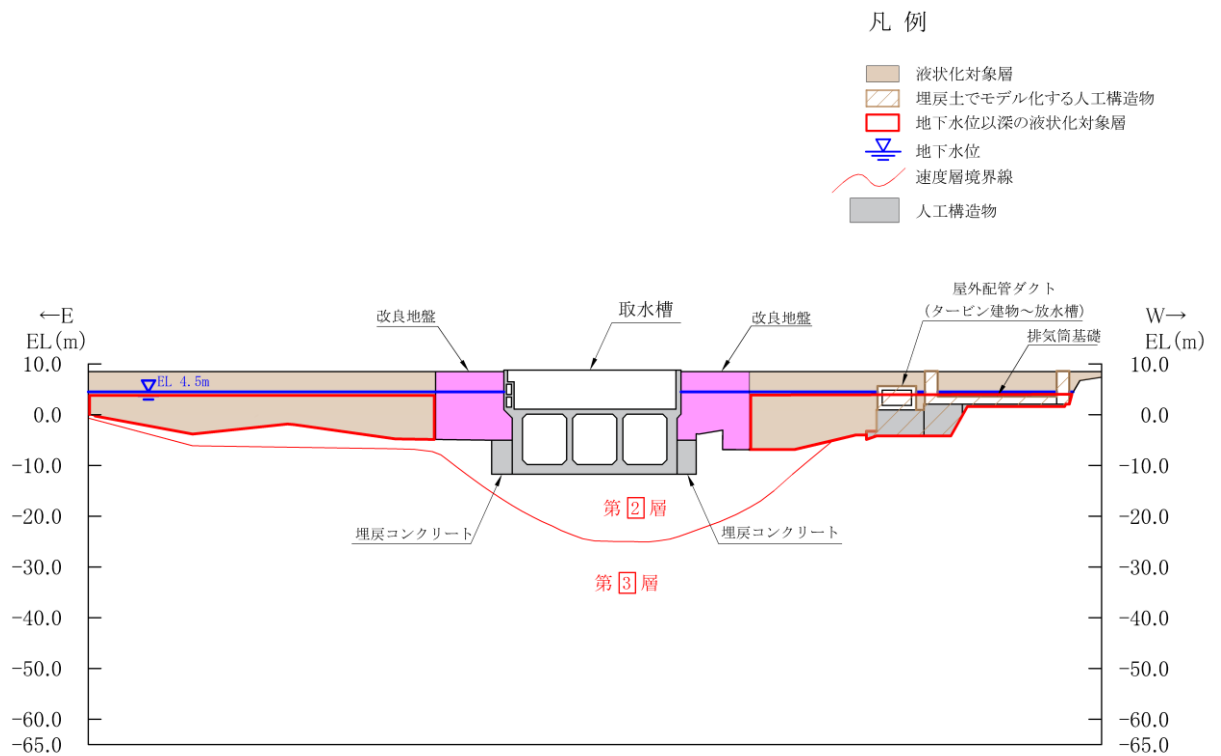 凡 例
液状化対象層
埋戻土でモデル化する人工構造物
地下水位以深の液状化対象層
地下水位
速度層境界線
人工構造物
屋外配管ダクト
(タービン建物～放水槽)
排気筒基礎
←E
EL(m)
改良地盤
取水槽
改良地盤
W→
EL(m)
10.0
0.0
-10.0
-20.0
-30.0
-40.0
-50.0
-60.0
-65.0
EL 4.5m
第2層
埋戻コンクリート
埋戻コンクリート
第3層
10.0
0.0
-10.0
-20.0
-30.0
-40.0
-50.0
-60.0
-65.0